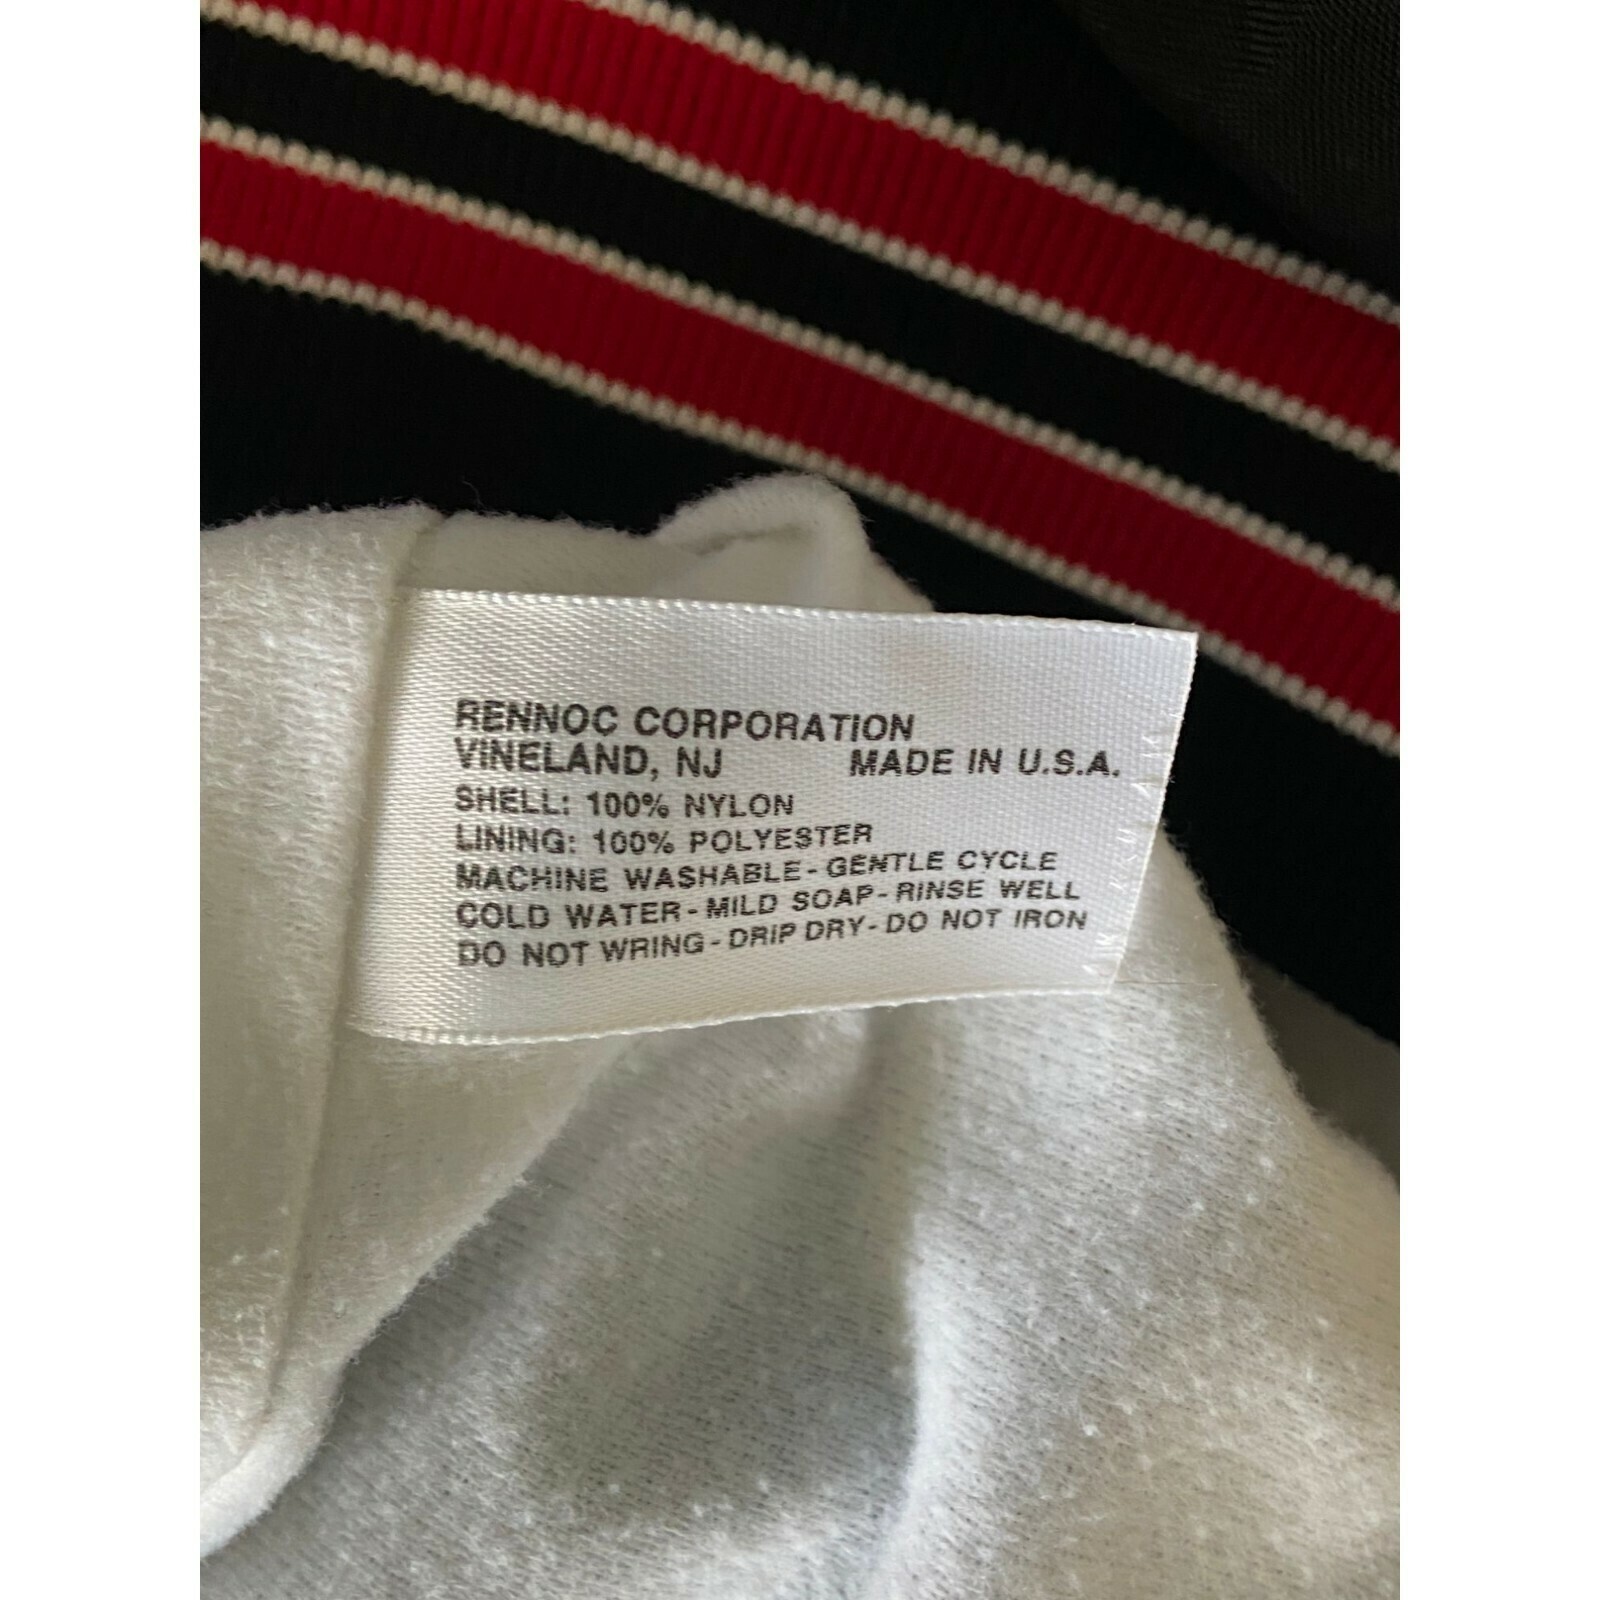 RENNOC CORPORATION
VINELAND, NJ MADE IN U.S.A.
SHELL: 100% NYLON
LINING: 100% POLYESTER
MACHINE WASHABLE-GENTLE CYCLE
COLD WATER-MILD SOAP-RINSE WELL
DO NOT WRING-DRIP DRY-DO NOT IRON